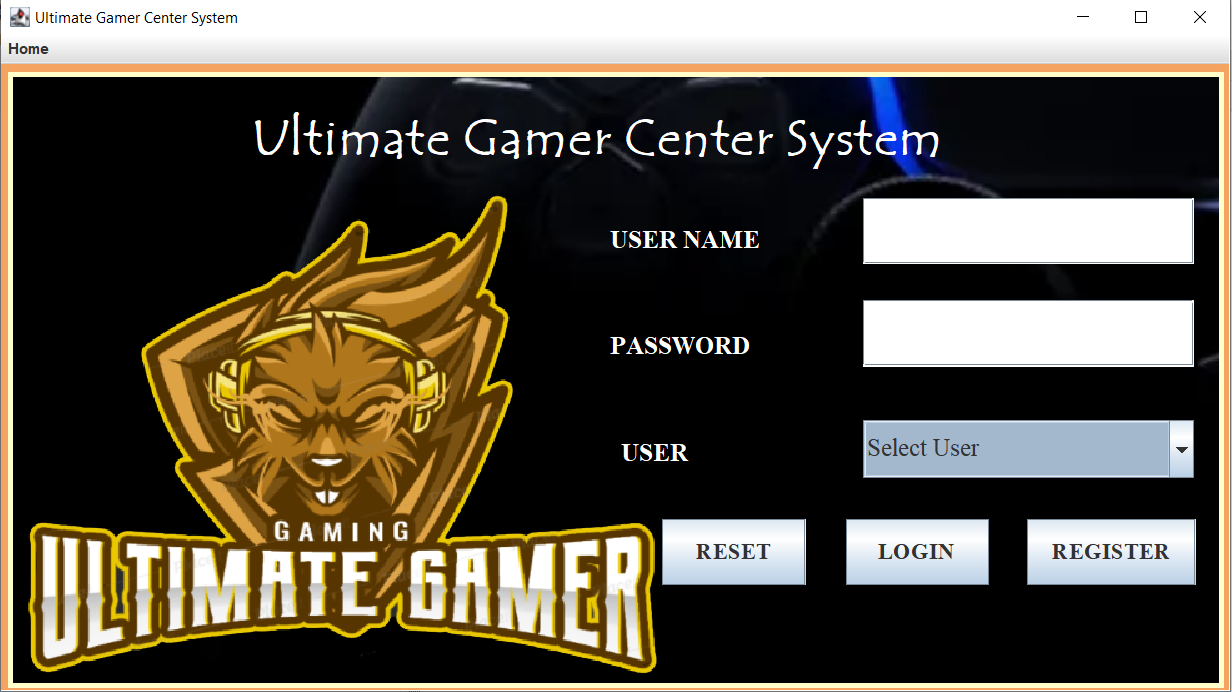 Ultimate Gamer Center System
Home
Ultimate Gamer Center System
USER NAME
PASSWORD
USER
Select User
GAMING
ULTIMATE GAMER
RESET
LOGIN
REGISTER